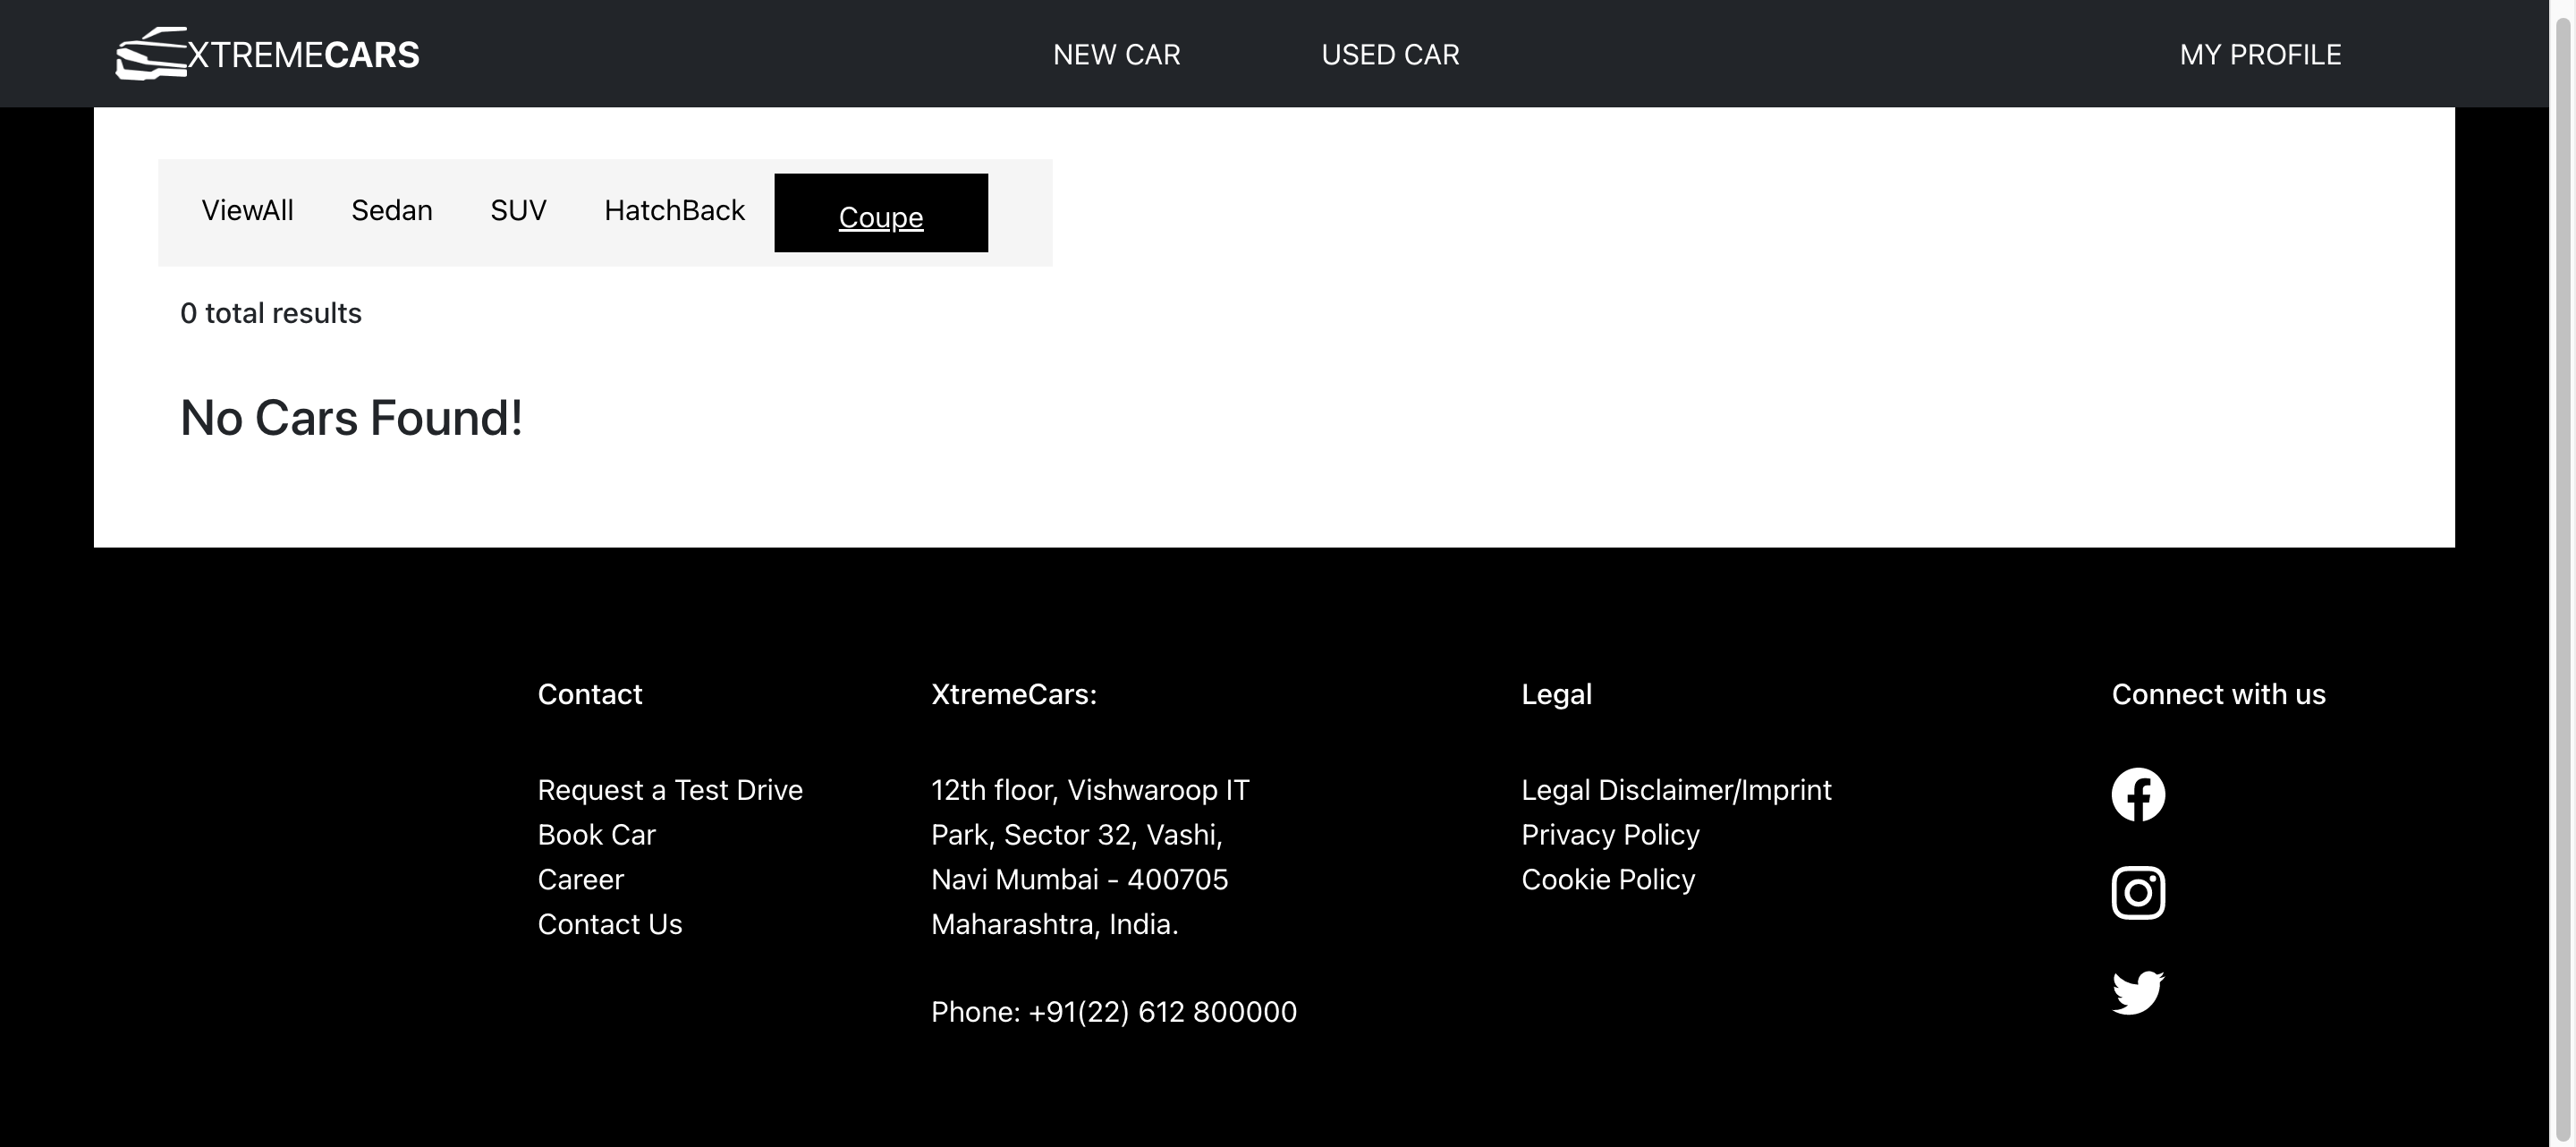 XTREMECARS
NEW CAR
USED CAR
MY PROFILE
ViewAll
Sedan
SUV
HatchBack
Coupe
0 total results
No Cars Found!
Contact
Request a Test Drive
Book Car
Career
Contact Us
XtremeCars:
12th floor, Vishwaroop IT
Park, Sector 32, Vashi,
Navi Mumbai - 400705
Maharashtra, India.
Phone: +91(22) 612 800000
Legal
Legal Disclaimer/Imprint
Privacy Policy
Cookie Policy
Connect with us